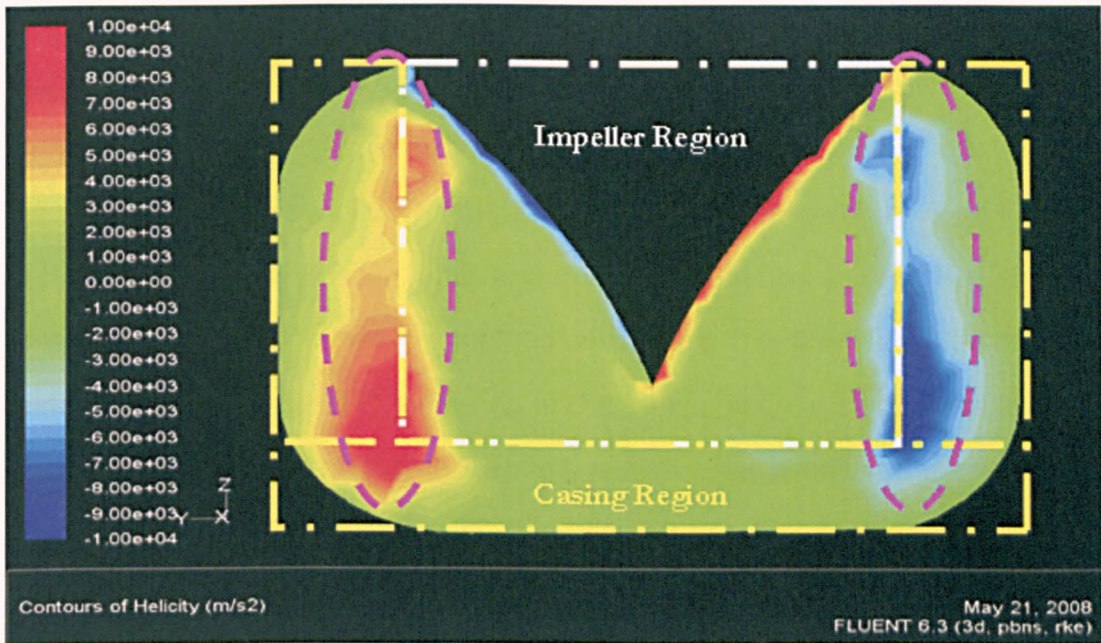 1.00e+04
9.00e+03
8.00e+03
7.00e+03
6.00e+03
5.00e+03
4.00e+03
3.00e+03
2.00e+03
1.00e+03
0.00e+00
-1.00e+03
-2.00e+03
-3.00e+03
-4.00e+03
-5.00e+03
-6.00e+03
-7.00e+03
-8.00e+03
-9.00e+03
-1.00e+04
Z
Y
X
Impeller Region
Casing Region
Contours of Helicity (m/s2)
May 21, 2008
FLUENT 6.3 (3d, pbns, rke)